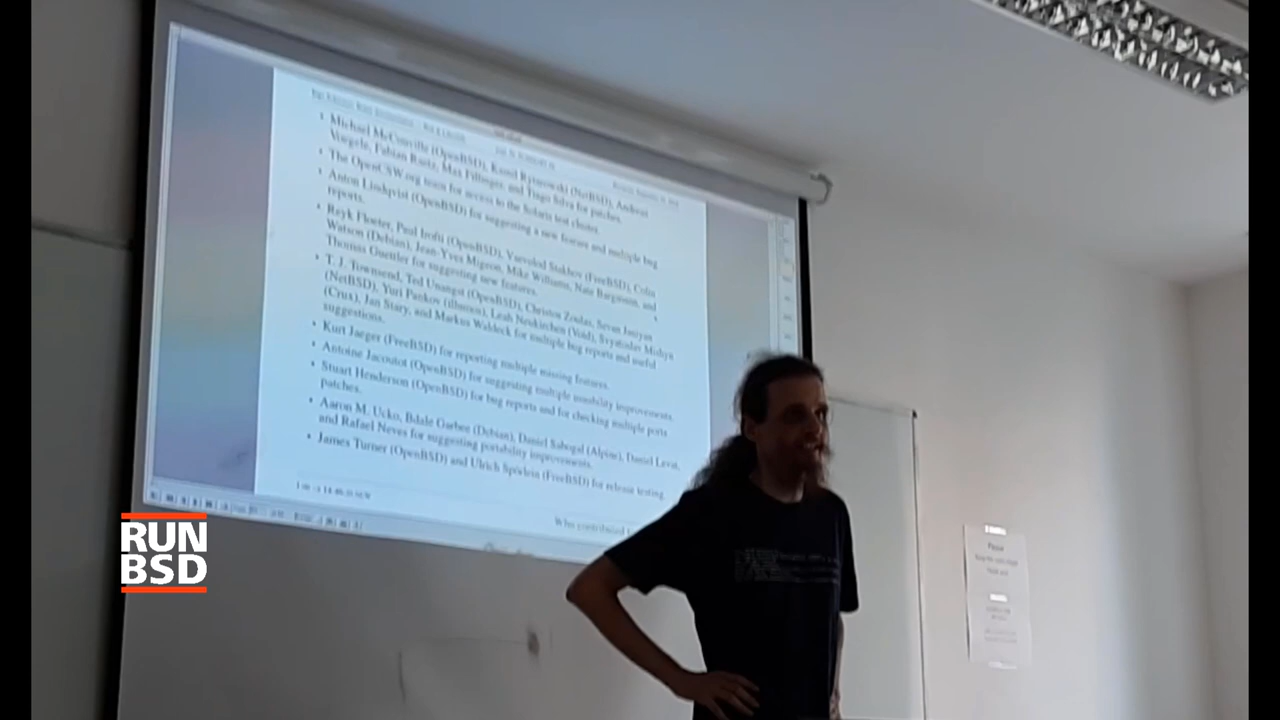 Michael McConville (OpenBSD), Kamil Rytarowski (NetBSD), Andreas
Voegele, Fabian Raetz, Max Fillinger, and Tiago Silva for patches.
• The OpenCSW.org team for access to the Solaris test cluster.
• Anton Lindqvist (OpenBSD) for suggesting a new feature and multiple bug
reports.
• Reyk Floeter, Paul Irofti (OpenBSD), Vsevolod Stakhov (FreeBSD), Colin
Watson (Debian), Jean-Yves Migeon, Mike Williams, Nate Bargmann, and
Thomas Guettler for suggesting new features.
• T. J. Townsend, Ted Unangst (OpenBSD), Christos Zoulas, Sevan Janiyan
(NetBSD), Yuri Pankov (illumos), Leah Neukirchen (Void), Svyatoslav Mishyn
(Crux), Jan Stary, and Markus Waldeck for multiple bug reports and useful
suggestions.
• Kurt Jaeger (FreeBSD) for reporting multiple missing features.
• Antoine Jacoutot (OpenBSD) for suggesting multiple usability improvements.
• Stuart Henderson (OpenBSD) for bug reports and for checking multiple ports
patches.
• Aaron M. Ucko, Bdale Garbee (Debian), Daniel Sabogal (Alpine), Daniel Levai,
and Rafael Neves for suggesting portability improvements.
• James Turner (OpenBSD) and Ulrich Spörlein (FreeBSD) for release testing.
Who contributed
RUN
BSD
Please